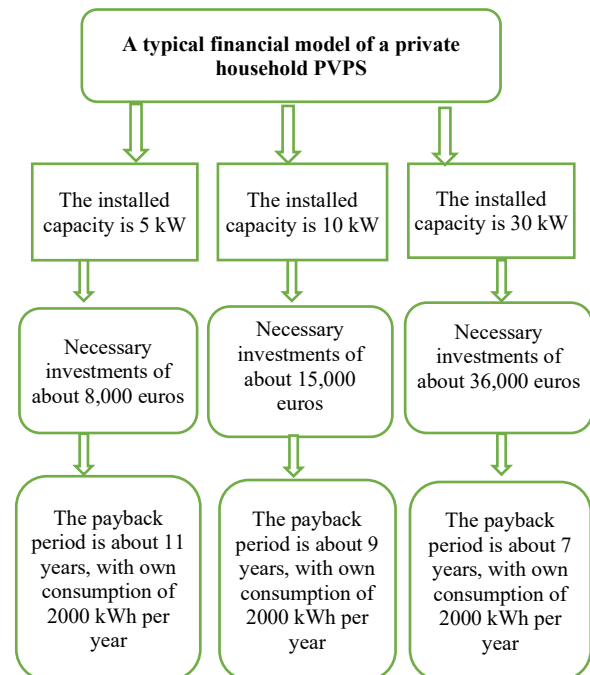 A typical financial model of a private
household PVPS
The installed
capacity is 5 kW
The installed
capacity is 10 kW
The installed
capacity is 30 kW
Necessary
investments of
about 8,000 euros
Necessary
investments of
about 15,000
euros
Necessary
investments of
about 36,000 euros
The payback
period is about 11
years, with own
consumption of
2000 kWh per
year
The payback
period is about 9
years, with own
consumption of
2000 kWh per
year
The payback
period is about 7
years, with own
consumption of
2000 kWh per
year